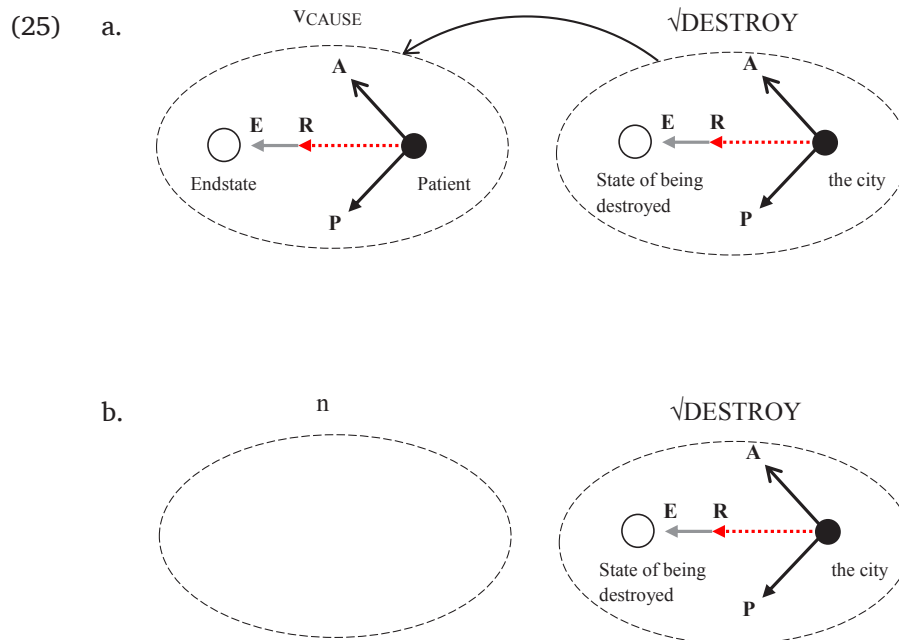 (25) a. vCAUSE √DESTROY
A A
E R E R
Endstate Patient State of being the city
destroyed
P P
b. n √DESTROY
A
E R
State of being the city
destroyed
P